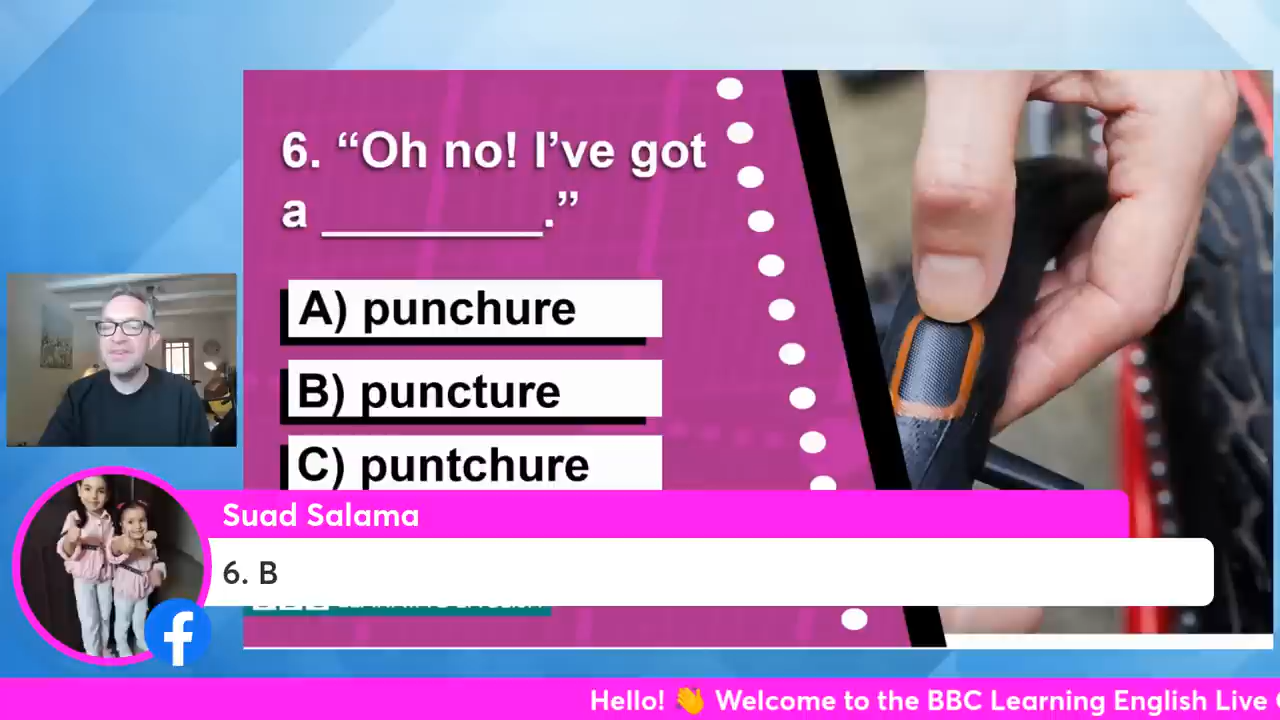 6. “Oh no! I’ve got
a __________.”
A) punchure
B) puncture
C) puntchure
Suad Salama
6. B
Hello! 👋 Welcome to the BBC Learning English Live